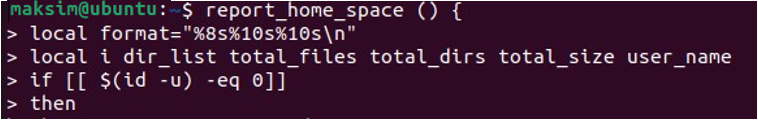 maksim@ubuntu:~$ report_home_space () {
> local format="%8s%10s%10s\n"
> local i dir_list total_files total_dirs total_size user_name
> if [[ $(id -u) -eq 0]]
> then